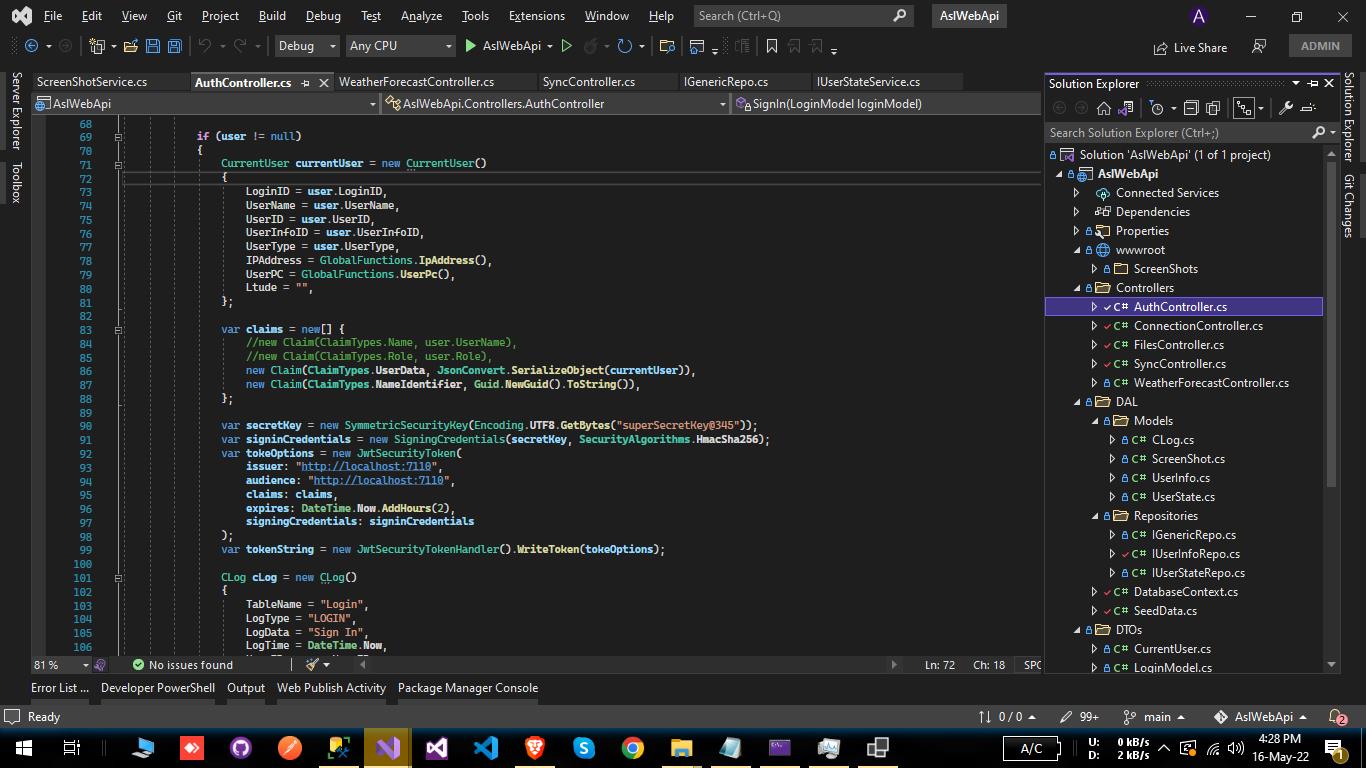 File Edit View Git Project Build Debug Test Analyze Tools Extensions Window Help Search (Ctrl+Q) AslWebApi A
Debug Any CPU AslWebApi Live Share ADMIN
Server Explorer
Toolbox
ScreenShotService.cs AuthController.cs WeatherForecastController.cs SyncController.cs IGenericRepo.cs IUserStateService.cs
AslWebApi AslWebApi.Controllers.AuthController SignIn(LoginModel loginModel)
68
69 if (user != null)
70 {
71 CurrentUser currentUser = new CurrentUser()
72 {
73 LoginID = user.LoginID,
74 UserName = user.UserName,
75 UserID = user.UserID,
76 UserInfoID = user.UserInfoID,
77 UserType = user.UserType,
78 IPAddress = GlobalFunctions.IpAddress(),
79 UserPC = GlobalFunctions.UserPc(),
80 Ltude = "",
81 };
82
83 var claims = new[] {
84 //new Claim(ClaimTypes.Name, user.UserName),
85 //new Claim(ClaimTypes.Role, user.Role),
86 new Claim(ClaimTypes.UserData, JsonConvert.SerializeObject(currentUser)),
87 new Claim(ClaimTypes.NameIdentifier, Guid.NewGuid().ToString()),
88 };
89
90 var secretKey = new SymmetricSecurityKey(Encoding.UTF8.GetBytes("superSecretKey@345"));
91 var signinCredentials = new SigningCredentials(secretKey, SecurityAlgorithms.HmacSha256);
92 var tokeOptions = new JwtSecurityToken(
93 issuer: "http://localhost:7110",
94 audience: "http://localhost:7110",
95 claims: claims,
96 expires: DateTime.Now.AddHours(2),
97 signingCredentials: signinCredentials
98 );
99 var tokenString = new JwtSecurityTokenHandler().WriteToken(tokeOptions);
100
101 CLog cLog = new CLog()
102 {
103 TableName = "Login",
104 LogType = "LOGIN",
105 LogData = "Sign In",
106 LogTime = DateTime.Now,
81 % No issues found Ln: 72 Ch: 18 SPC
Solution Explorer
Search Solution Explorer (Ctrl+;)
Solution 'AslWebApi' (1 of 1 project)
AslWebApi
Connected Services
Dependencies
Properties
wwwroot
ScreenShots
Controllers
C# AuthController.cs
C# ConnectionController.cs
C# FilesController.cs
C# SyncController.cs
C# WeatherForecastController.cs
DAL
Models
C# CLog.cs
C# ScreenShot.cs
C# UserInfo.cs
C# UserState.cs
Repositories
C# IGenericRepo.cs
C# IUserInfoRepo.cs
C# IUserStateRepo.cs
C# DatabaseContext.cs
C# SeedData.cs
DTOs
C# CurrentUser.cs
C# LoginModel.cs
Solution Explorer
Git Changes
Error List ... Developer PowerShell Output Web Publish Activity Package Manager Console
Ready 0 / 0 99+ main AslWebApi 2
A/C U: 0 kB/s 4:28 PM
D: 2 kB/s 16-May-22 1